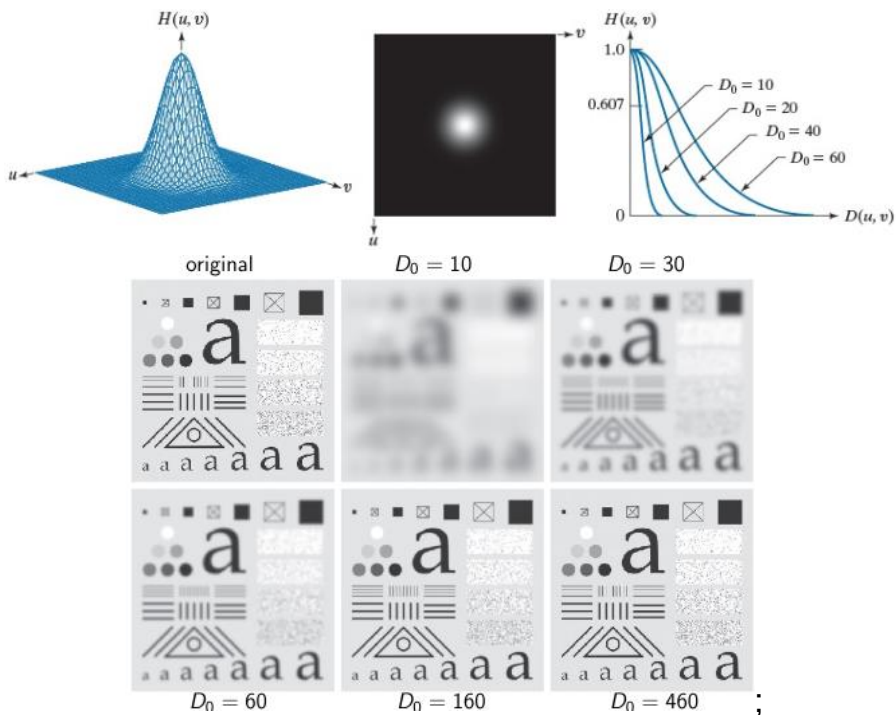 H(u, v)
u
v
v
u
H(u, v)
1.0
0.607
0
D₀ = 10
D₀ = 20
D₀ = 40
D₀ = 60
D(u, v)
original
D₀ = 10
D₀ = 30
a
a a a a a a a
a
a a a a a a a
a
a a a a a a a
a
a a a a a a a
a
a a a a a a a
a
a a a a a a a
D₀ = 60
D₀ = 160
D₀ = 460
;